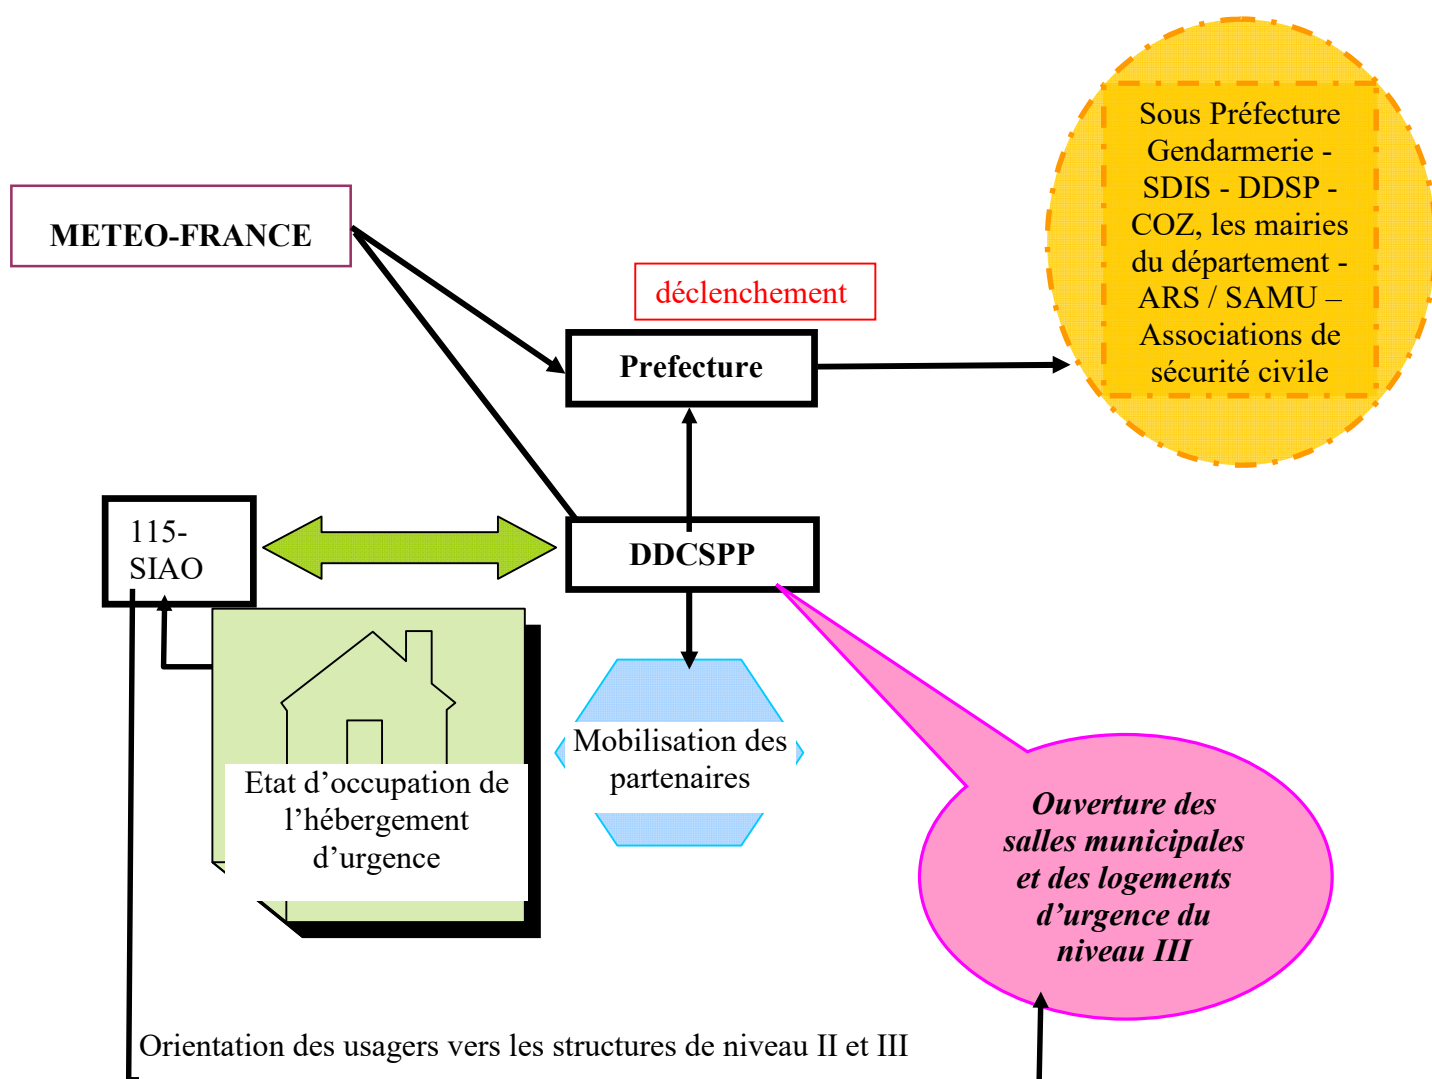 Sous Préfecture
Gendarmerie -
SDIS - DDSP -
COZ, les mairies
du département -
ARS / SAMU –
Associations de
sécurité civile
METEO-FRANCE
déclenchement
Prefecture
115-
SIAO
DDCSPP
Mobilisation des
partenaires
Etat d’occupation de
l’hébergement
d’urgence
Ouverture des
salles municipales
et des logements
d’urgence du
niveau III
Orientation des usagers vers les structures de niveau II et III